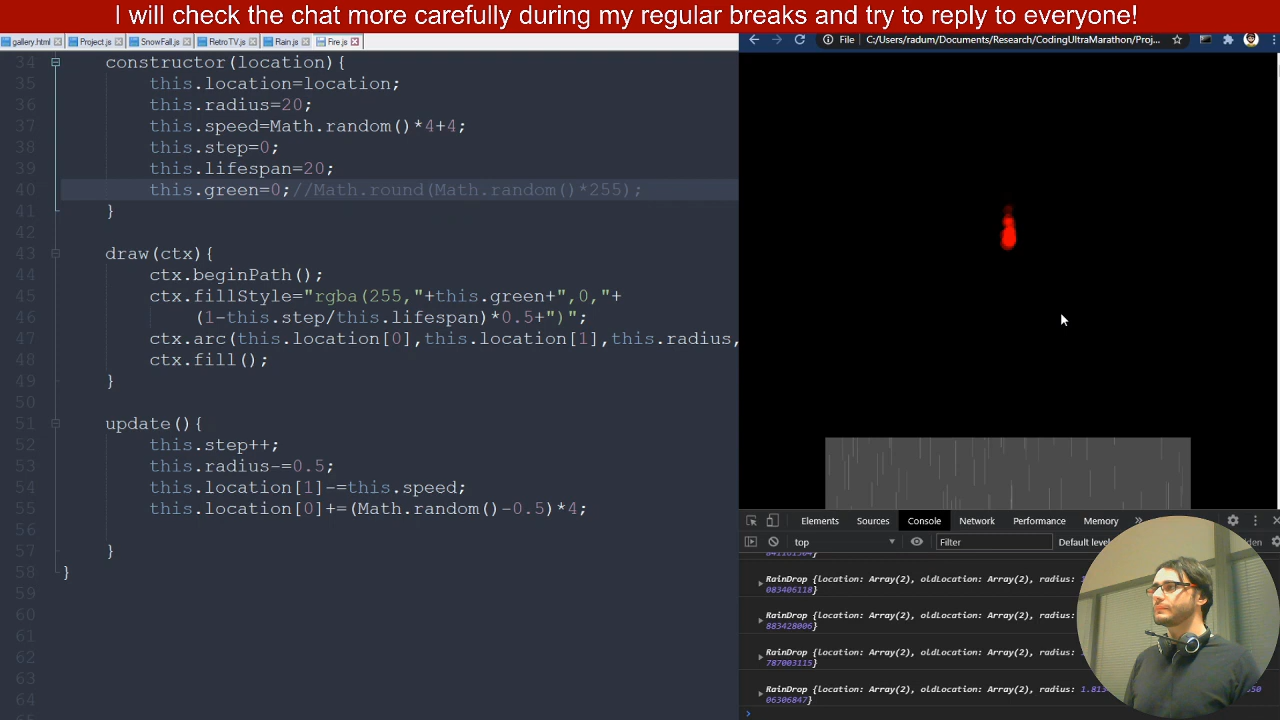 I will check the chat more carefully during my regular breaks and try to reply to everyone!
gallery.html Project.js SnowFall.js RetroTV.js Rain.js Fire.js
File C:/Users/radum/Documents/Research/CodingUltraMarathon/Proj...
34 constructor(location){
35 this.location=location;
36 this.radius=20;
37 this.speed=Math.random()*4+4;
38 this.step=0;
39 this.lifespan=20;
40 this.green=0;//Math.round(Math.random()*255);
41 }
42
43 draw(ctx){
44 ctx.beginPath();
45 ctx.fillStyle="rgba(255,"+this.green+",0,"+
46 (1-this.step/this.lifespan)*0.5+")";
47 ctx.arc(this.location[0],this.location[1],this.radius,
48 ctx.fill();
49 }
50
51 update(){
52 this.step++;
53 this.radius-=0.5;
54 this.location[1]-=this.speed;
55 this.location[0]+=(Math.random()-0.5)*4;
56
57 }
58 }
59
60
61
62
63
64
Elements Sources Console Network Performance Memory »
top Filter Default leve
RainDrop {location: Array(2), oldLocation: Array(2), radius:
083406118}
RainDrop {location: Array(2), oldLocation: Array(2), radius:
883428006}
RainDrop {location: Array(2), oldLocation: Array(2), radius:
787003115}
RainDrop {location: Array(2), oldLocation: Array(2), radius: 1.81
06306847}